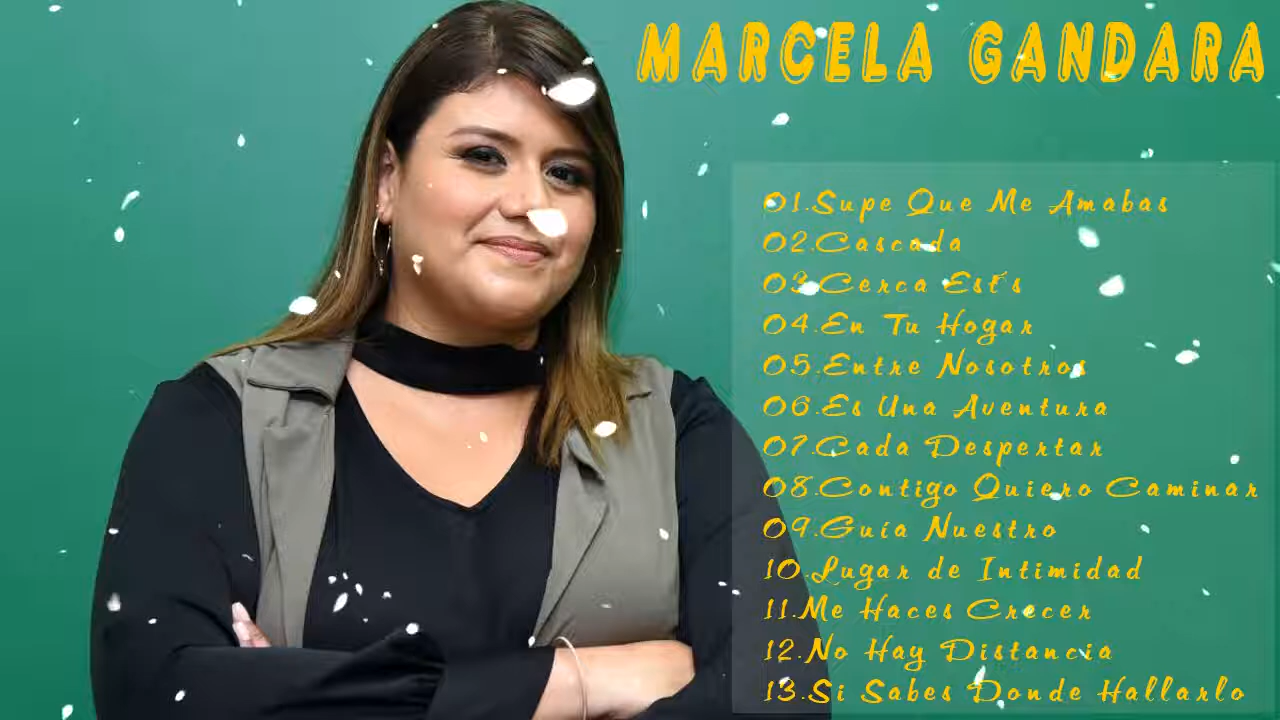 MARCELA GANDARA
01.Supe Que Me Amabas
02.Cascada
03.Cerca Est´s
04.En Tu Hogar
05.Entre Nosotros
06.Es Una Aventura
07.Cada Despertar
08.Contigo Quiero Caminar
09.Guía Nuestro
10.Lugar de Intimidad
11.Me Haces Crecer
12.No Hay Distancia
13.Si Sabes Donde Hallarlo